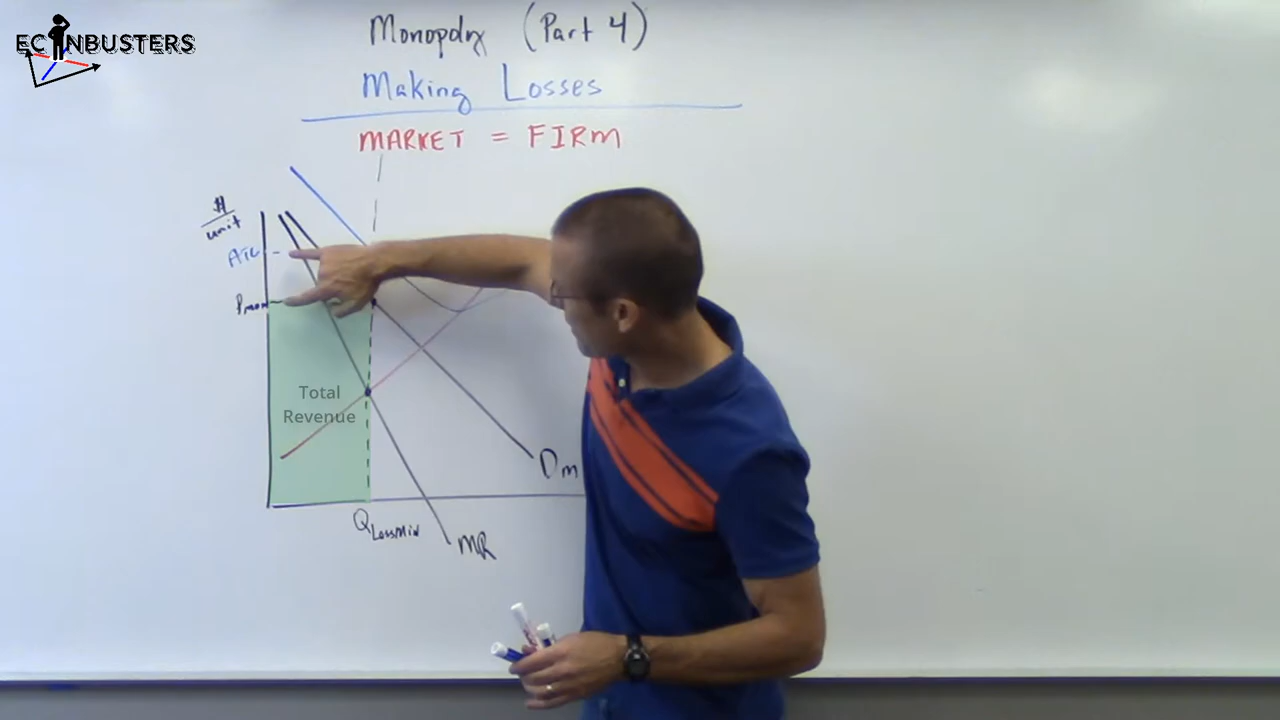 ECONBUSTERS
Monopoly (Part 4)
Making Losses
MARKET = FIRM
$/unit
ATC
Pmon
Total
Revenue
Dm
QLossMin
MR